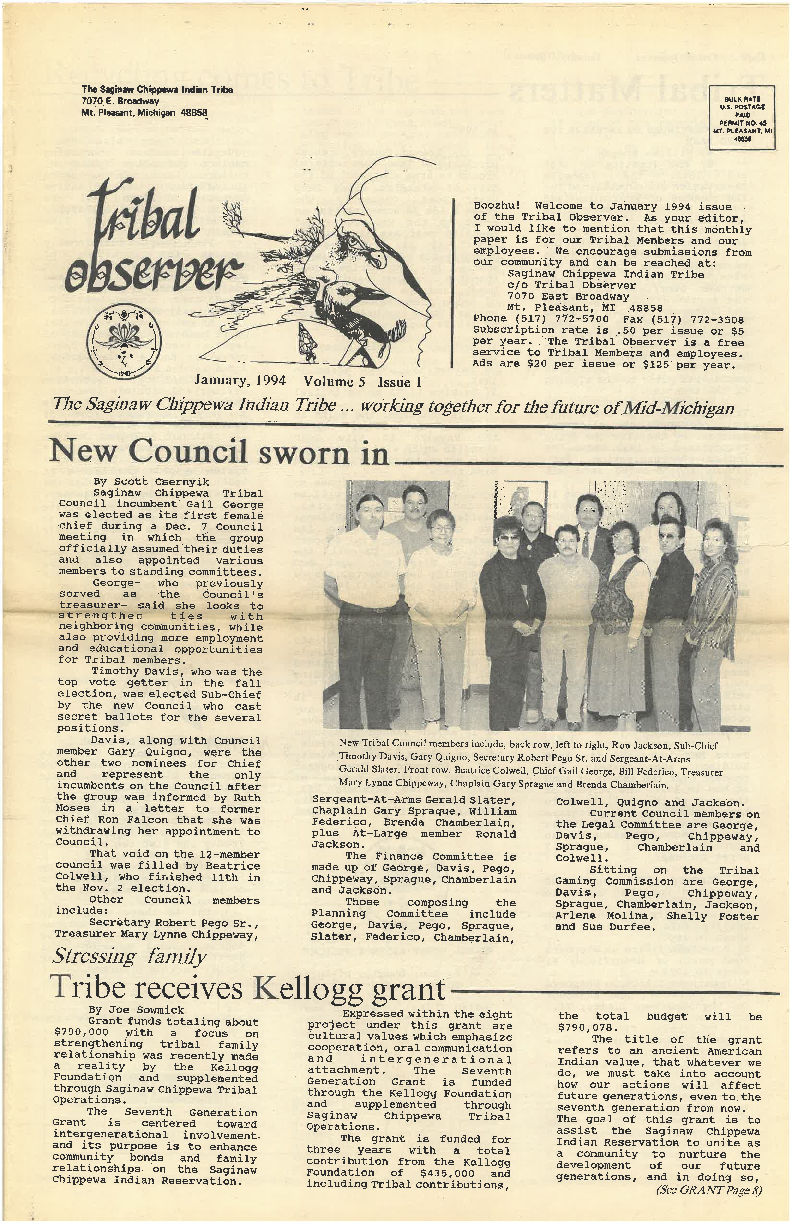 The Saginaw Chippewa Indian Tribe
7070 E. Broadway
Mt. Pleasant, Michigan 48858
BULK RATE
U.S. POSTAGE
PAID
PERMIT NO. 45
MT. PLEASANT, MI
48858
tribal
observer
January, 1994 Volume 5 Issue 1
Boozhu! Welcome to January 1994 issue
of the Tribal Observer. As your editor,
I would like to mention that this monthly
paper is for our Tribal Members and our
employees. We encourage submissions from
our community and can be reached at:
Saginaw Chippewa Indian Tribe
c/o Tribal Observer
7070 East Broadway
Mt. Pleasant, MI 48858
Phone (517) 772-5700 Fax (517) 772-3508
Subscription rate is .50 per issue or $5
per year. The Tribal Observer is a free
service to Tribal Members and employees.
Ads are $20 per issue or $125 per year.
The Saginaw Chippewa Indian Tribe ... working together for the future of Mid-Michigan
New Council sworn in
By Scott Csernyik
Saginaw Chippewa Tribal
Council incumbent Gail George
was elected as its first female
chief during a Dec. 7 Council
meeting in which the group
officially assumed their duties
and also appointed various
members to standing committees.
George- who previously
served as the Council's
treasurer- said she looks to
strengthen ties with
neighboring communities, while
also providing more employment
and educational opportunities
for Tribal members.
Timothy Davis, who was the
top vote getter in the fall
election, was elected Sub-Chief
by the new Council who cast
secret ballots for the several
positions.
Davis, along with Council
member Gary Quigno, were the
other two nominees for Chief
and represent the only
incumbents on the Council after
the group was informed by Ruth
Moses in a letter to former
Chief Ron Falcon that she was
withdrawing her appointment to
Council.
That void on the 12-member
council was filled by Beatrice
Colwell, who finished 11th in
the Nov. 2 election.
Other Council members
include:
Secretary Robert Pego Sr.,
Treasurer Mary Lynne Chippeway,
New Tribal Council members include, back row, left to right, Ron Jackson, Sub-Chief
Timothy Davis, Gary Quigno, Secretary Robert Pego Sr. and Sergeant-At-Arms
Gerald Slater. Front row. Beatrice Colwell, Chief Gail George, Bill Federico, Treasurer
Mary Lynne Chippeway, Chaplain Gary Sprague and Brenda Chamberlain.
Sergeant-At-Arms Gerald Slater,
Chaplain Gary Sprague, William
Federico, Brenda Chamberlain,
plus At-Large member Ronald
Jackson.
The Finance Committee is
made up of George, Davis, Pego,
Chippeway, Sprague, Chamberlain
and Jackson.
Those composing the
Planning Committee include
George, Davis, Pego, Sprague,
Slater, Federico, Chamberlain,
Colwell, Quigno and Jackson.
Current Council members on
the Legal Committee are George,
Davis, Pego, Chippeway,
Sprague, Chamberlain and
Colwell.
Sitting on the Tribal
Gaming Commission are George,
Davis, Pego, Chippeway,
Sprague, Chamberlain, Jackson,
Arlene Molina, Shelly Foster
and Sue Durfee.
Stressing family
Tribe receives Kellogg grant
By Joe Sowmick
Grant funds totaling about
$790,000 with a focus on
strengthening tribal family
relationship was recently made
a reality by the Kellogg
Foundation and supplemented
through Saginaw Chippewa Tribal
Operations.
The Seventh Generation
Grant is centered toward
intergenerational involvement
and its purpose is to enhance
community bonds and family
relationships on the Saginaw
Chippewa Indian Reservation.
Expressed within the eight
project under this grant are
cultural values which emphasize
cooperation, oral communication
and intergenerational
attachment. The Seventh
Generation Grant is funded
through the Kellogg Foundation
and supplemented through
Saginaw Chippewa Tribal
Operations.
The grant is funded for
three years with a total
contribution from the Kellogg
Foundation of $435,000 and
including Tribal contributions,
the total budget will be
$790,078.
The title of the grant
refers to an ancient American
Indian value, that whatever we
do, we must take into account
how our actions will affect
future generations, even to the
seventh generation from now.
The goal of this grant is to
assist the Saginaw Chippewa
Indian Reservation to unite as
a community to nurture the
development of our future
generations, and in doing so,
(See GRANT Page 8)